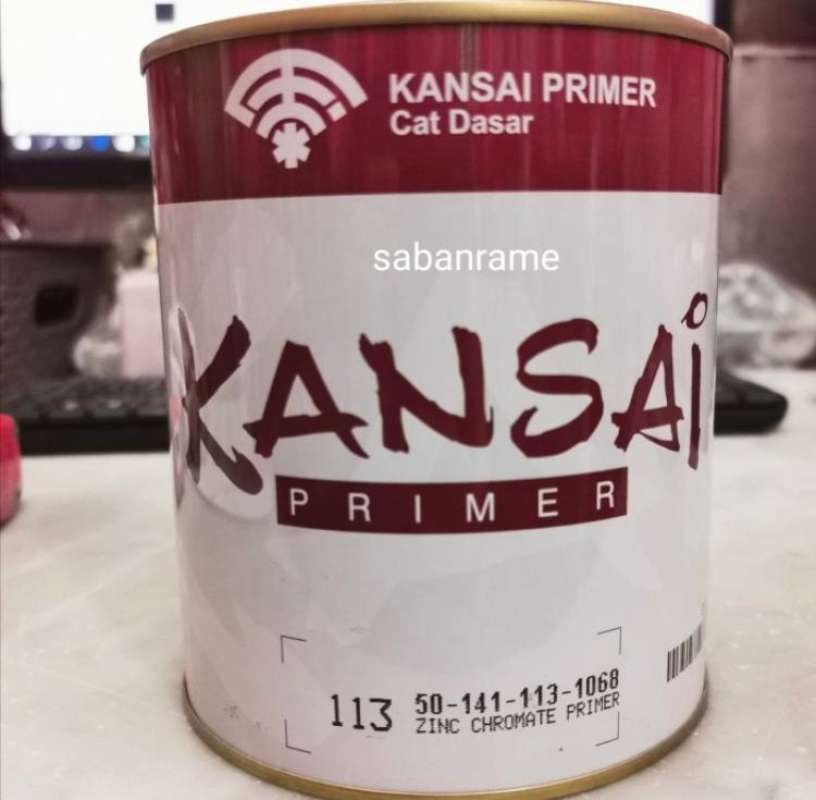 KANSAI PRIMER
Cat Dasar
sabanrame
KANSAI
PRIMER
113 50-141-113-1068
ZINC CHROMATE PRIMER